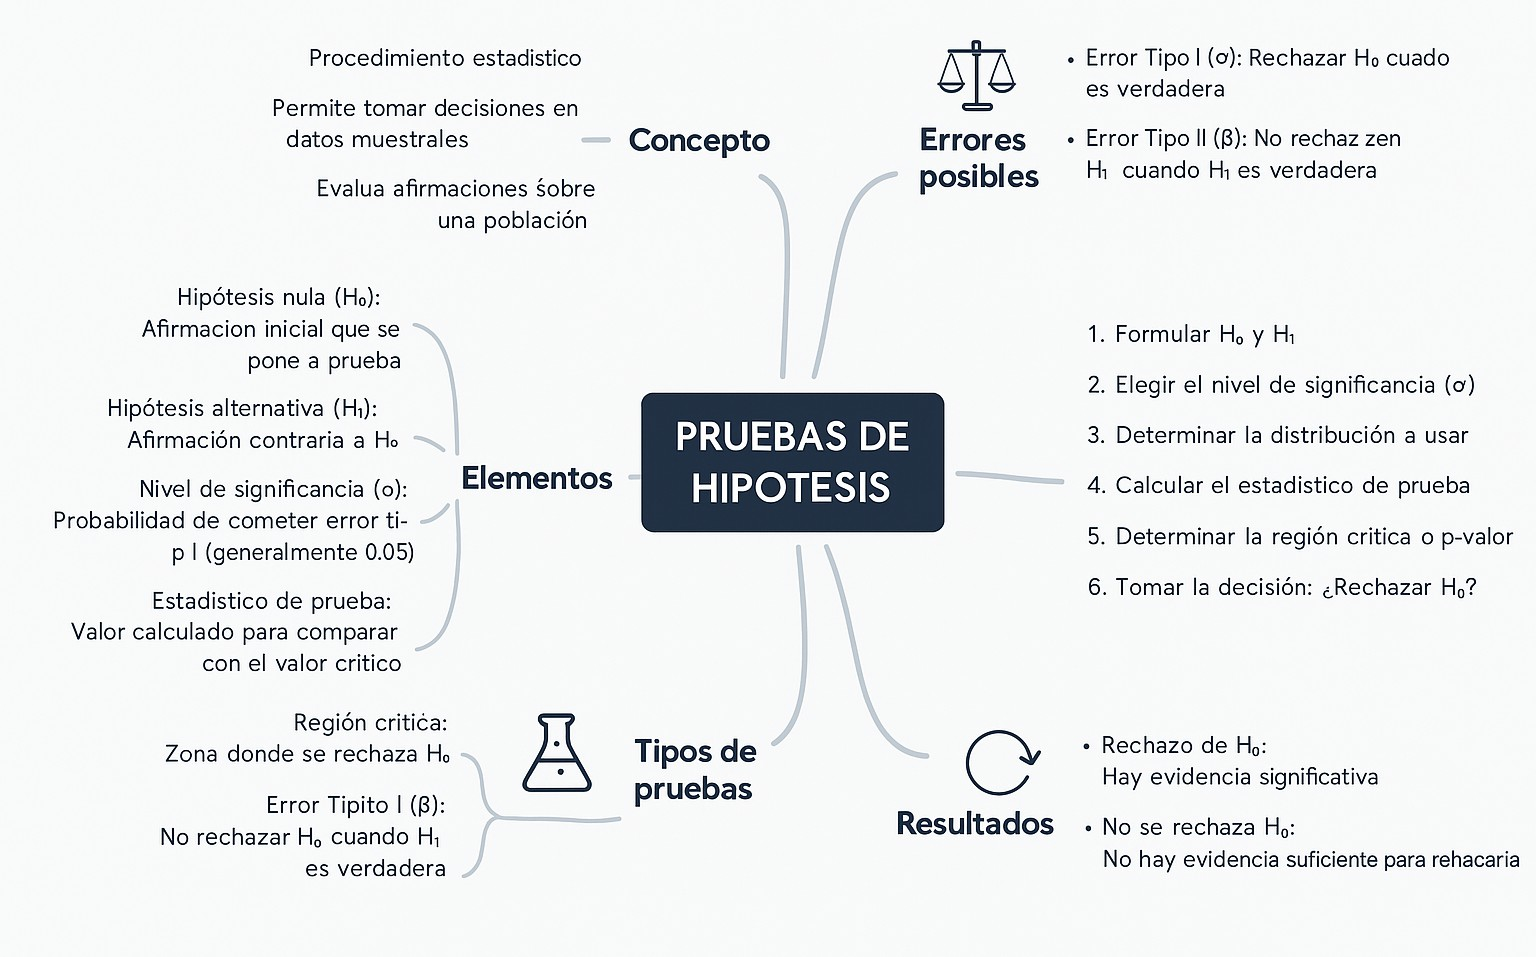 Procedimiento estadistico
Permite tomar decisiones en
datos muestrales
Evalua afirmaciones śobre
una población
Concepto
Errores
posibles
• Error Tipo I (σ): Rechazar H₀ cuado
es verdadera
• Error Tipo II (β): No rechaz zen
H₁ cuando H₁ es verdadera
Hipótesis nula (H₀):
Afirmacion inicial que se
pone a prueba
Hipótesis alternativa (H₁):
Afirmación contraria a H₀
Nivel de significancia (o):
Probabilidad de cometer error ti-
p I (generalmente 0.05)
Estadistico de prueba:
Valor calculado para comparar
con el valor critico
Elementos
PRUEBAS DE
HIPOTESIS
1. Formular H₀ y H₁
2. Elegir el nivel de significancia (σ)
3. Determinar la distribución a usar
4. Calcular el estadistico de prueba
5. Determinar la región critica o p-valor
6. Tomar la decisión: ¿Rechazar H₀?
Región critica:
Zona donde se rechaza H₀
Error Tipito I (β):
No rechazar H₀ cuando H₁
es verdadera
Tipos de
pruebas
Resultados
• Rechazo de H₀:
Hay evidencia significativa
• No se rechaza H₀:
No hay evidencia suficiente para rehacaria